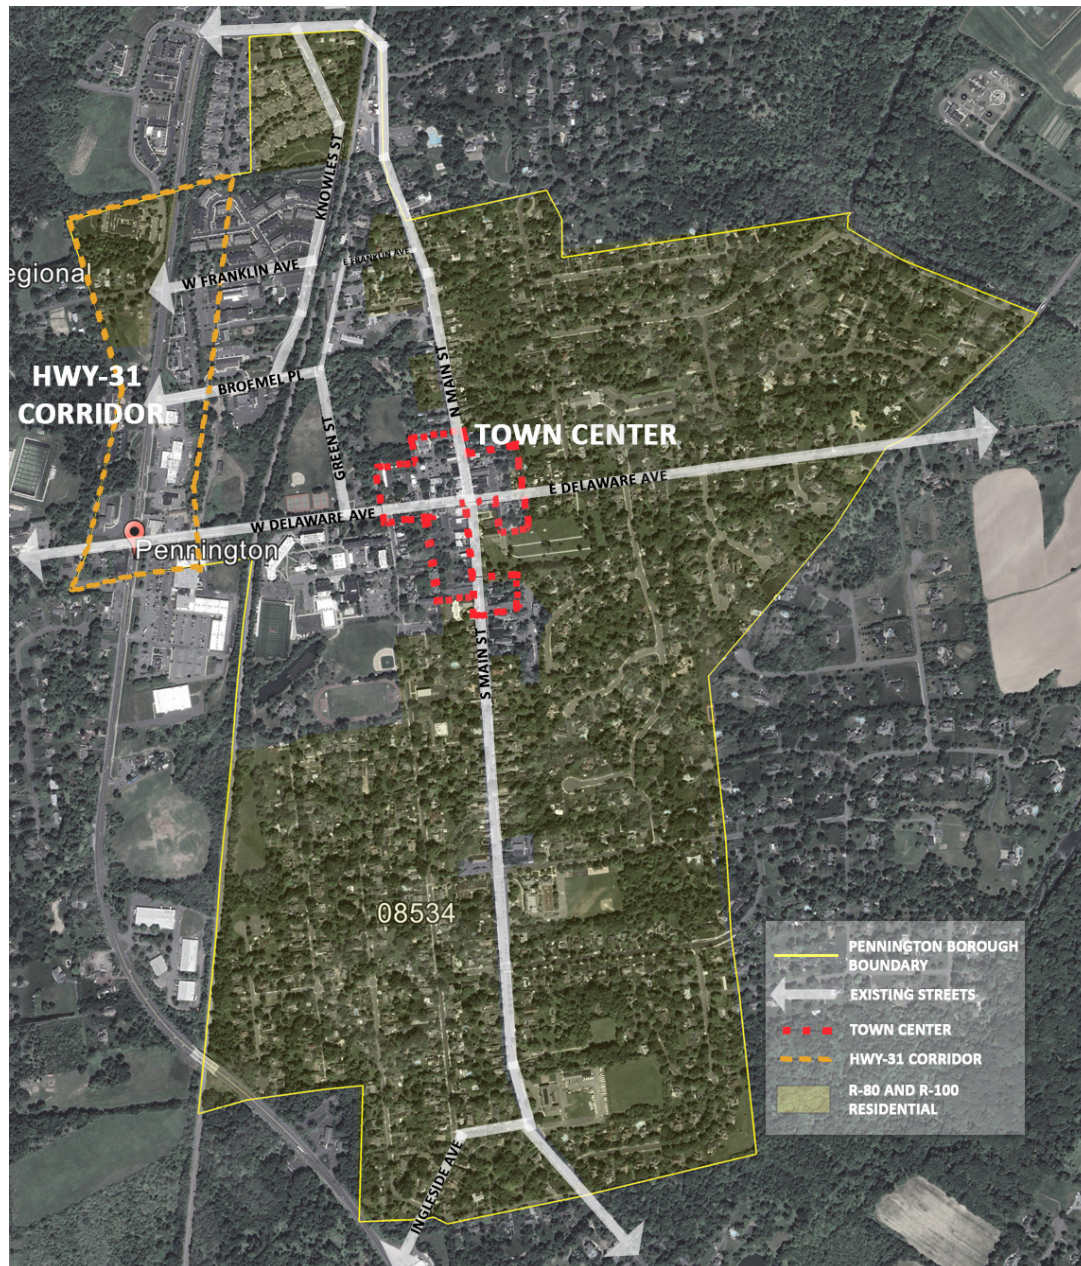 KNOWLES ST
egional
W FRANKLIN AVE
E FRANKLIN AVE
HWY-31
CORRIDOR
BROEMEL PL
N MAIN ST
GREEN ST
TOWN CENTER
E DELAWARE AVE
W DELAWARE AVE
Pennington
S MAIN ST
08534
INGLESIDE AVE
PENNINGTON BOROUGH
BOUNDARY
EXISTING STREETS
TOWN CENTER
HWY-31 CORRIDOR
R-80 AND R-100
RESIDENTIAL